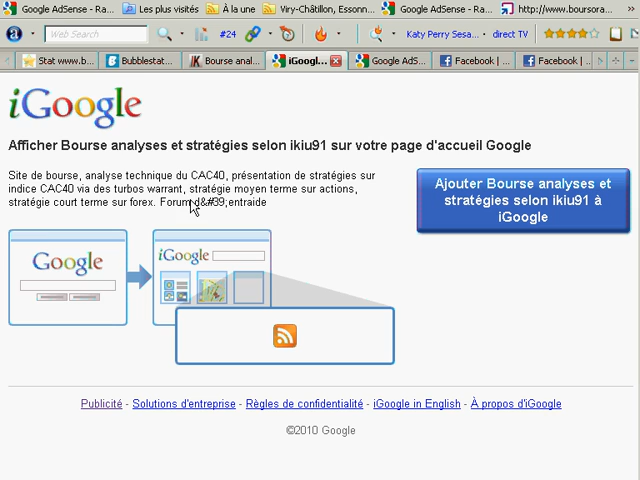 Google AdSense - Ra... Les plus visités À la une Viry-Châtillon, Essonn... Google AdSense - Ra... http://www.boursora...
a Web Search #24 Katy Perry Sesa... direct TV
Stat www.b... Bubblestat... Bourse anal... iGoogl... Google AdS... Facebook | ... Facebook | ...
iGoogle
Afficher Bourse analyses et stratégies selon ikiu91 sur votre page d'accueil Google
Site de bourse, analyse technique du CAC40, présentation de stratégies sur
indice CAC40 via des turbos warrant, stratégie moyen terme sur actions,
stratégie court terme sur forex. Forum d&#39;entraide
Ajouter Bourse analyses et
stratégies selon ikiu91 à
iGoogle
Google
iGoogle
Publicité - Solutions d'entreprise - Règles de confidentialité - iGoogle in English - À propos d'iGoogle
©2010 Google